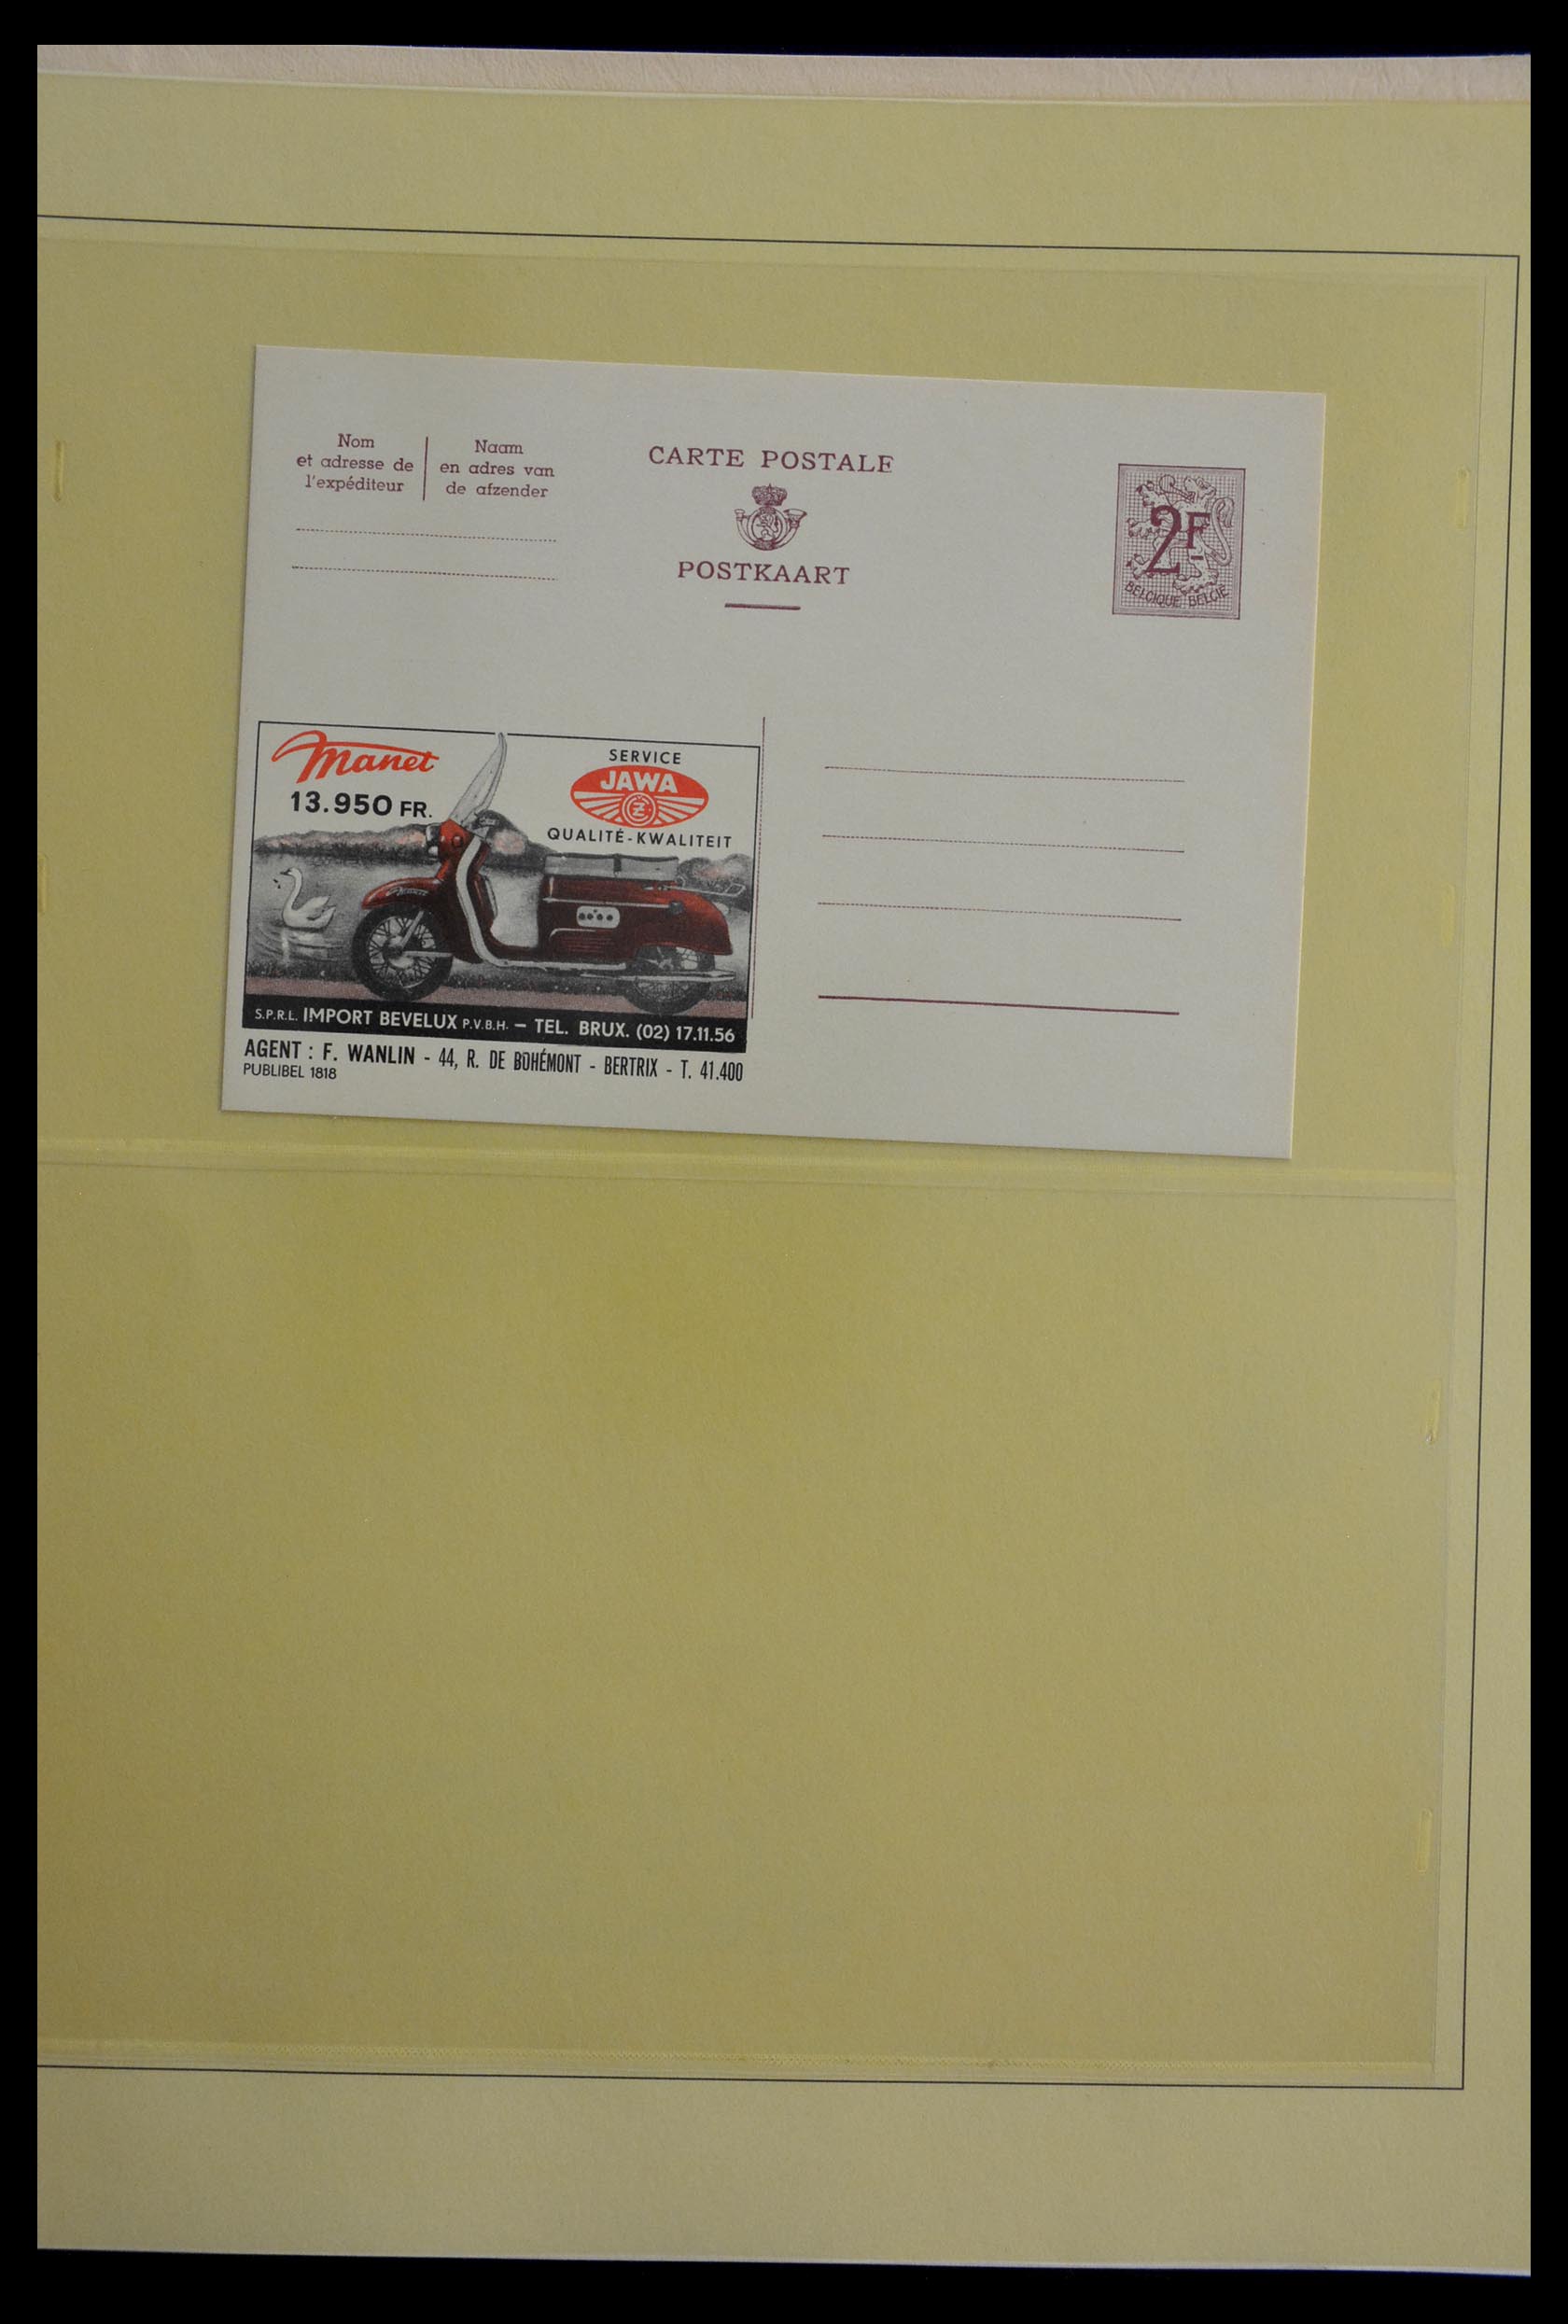 Nom
et adresse de
l'expéditeur
Naam
en adres van
de afzender
CARTE POSTALE
POSTKAART
2F
BELGIQUE BELGIË
Manet
13.950 FR.
SERVICE
JAWA
CZ
QUALITÉ-KWALITEIT
S.P.R.L. IMPORT BEVELUX P.V.B.H. – TEL. BRUX. (02) 17.11.56
AGENT : F. WANLIN - 44, R. DE BOHÉMONT - BERTRIX - T. 41.400
PUBLIBEL 1818